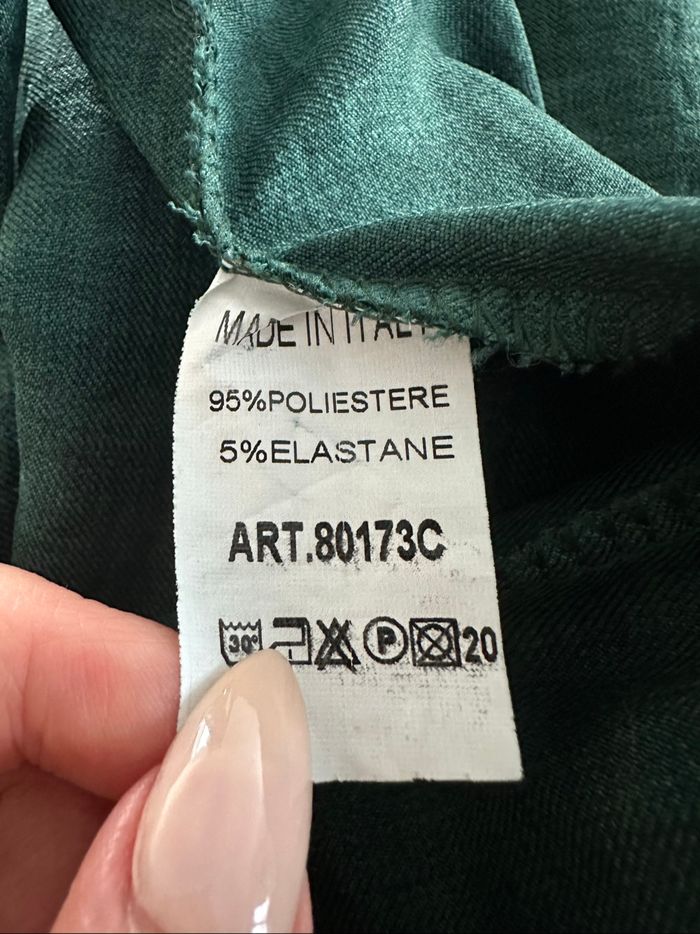 MADE IN ITALY
95%POLIESTERE
5%ELASTANE
ART.80173C
30° P 20